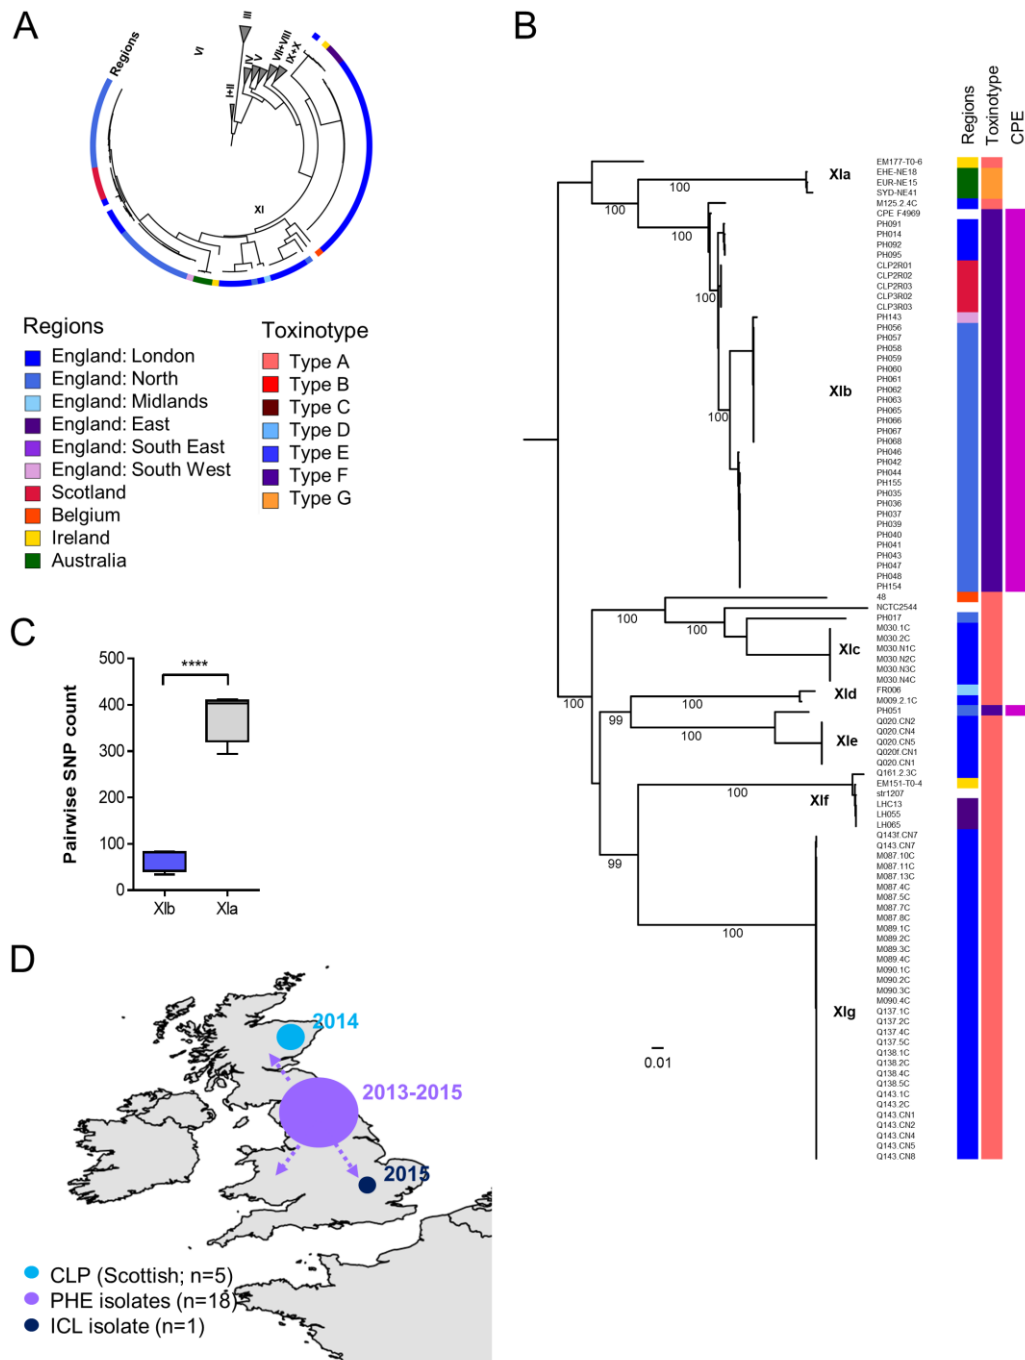 A
Regions
VI
III
I+II
IV
V
VII+VIII
IX+X
XI
Regions
England: London
England: North
England: Midlands
England: East
England: South East
England: South West
Scotland
Belgium
Ireland
Australia
Toxinotype
Type A
Type B
Type C
Type D
Type E
Type F
Type G
B
Regions
Toxinotype
CPE
EM177-T0-6
EHE-NE18
EUR-NE15
SYD-NE41
M125.2.4C
CPE F4969
PH091
PH014
PH092
PH095
CLP2R01
CLP2R02
CLP2R03
CLP3R02
CLP3R03
PH143
PH056
PH057
PH058
PH059
PH060
PH061
PH062
PH063
PH065
PH066
PH067
PH068
PH046
PH042
PH044
PH155
PH035
PH036
PH037
PH039
PH040
PH041
PH043
PH047
PH048
PH154
48
NCTC2544
PH017
M030.1C
M030.2C
M030.N1C
M030.N2C
M030.N3C
M030.N4C
FR006
M009.2.1C
PH051
Q020.CN2
Q020.CN4
Q020.CN5
Q020f.CN1
Q020.CN1
Q161.2.3C
EM151-T0-4
str1207
LHC13
LH055
LH065
Q143f.CN7
Q143.CN7
M087.10C
M087.11C
M087.13C
M087.4C
M087.5C
M087.7C
M087.8C
M089.1C
M089.2C
M089.3C
M089.4C
M090.1C
M090.2C
M090.3C
M090.4C
Q137.1C
Q137.2C
Q137.4C
Q137.5C
Q138.1C
Q138.2C
Q138.4C
Q138.5C
Q143.1C
Q143.2C
Q143.CN1
Q143.CN2
Q143.CN4
Q143.CN5
Q143.CN8
XIa
XIb
XIc
XId
XIe
XIf
XIg
100
100
100
100
100
100
100
100
99
100
100
99
100
0.01
C
Pairwise SNP count
500
400
300
200
100
0
****
XIb
XIa
D
2014
2013-2015
2015
CLP (Scottish; n=5)
PHE isolates (n=18)
ICL isolate (n=1)